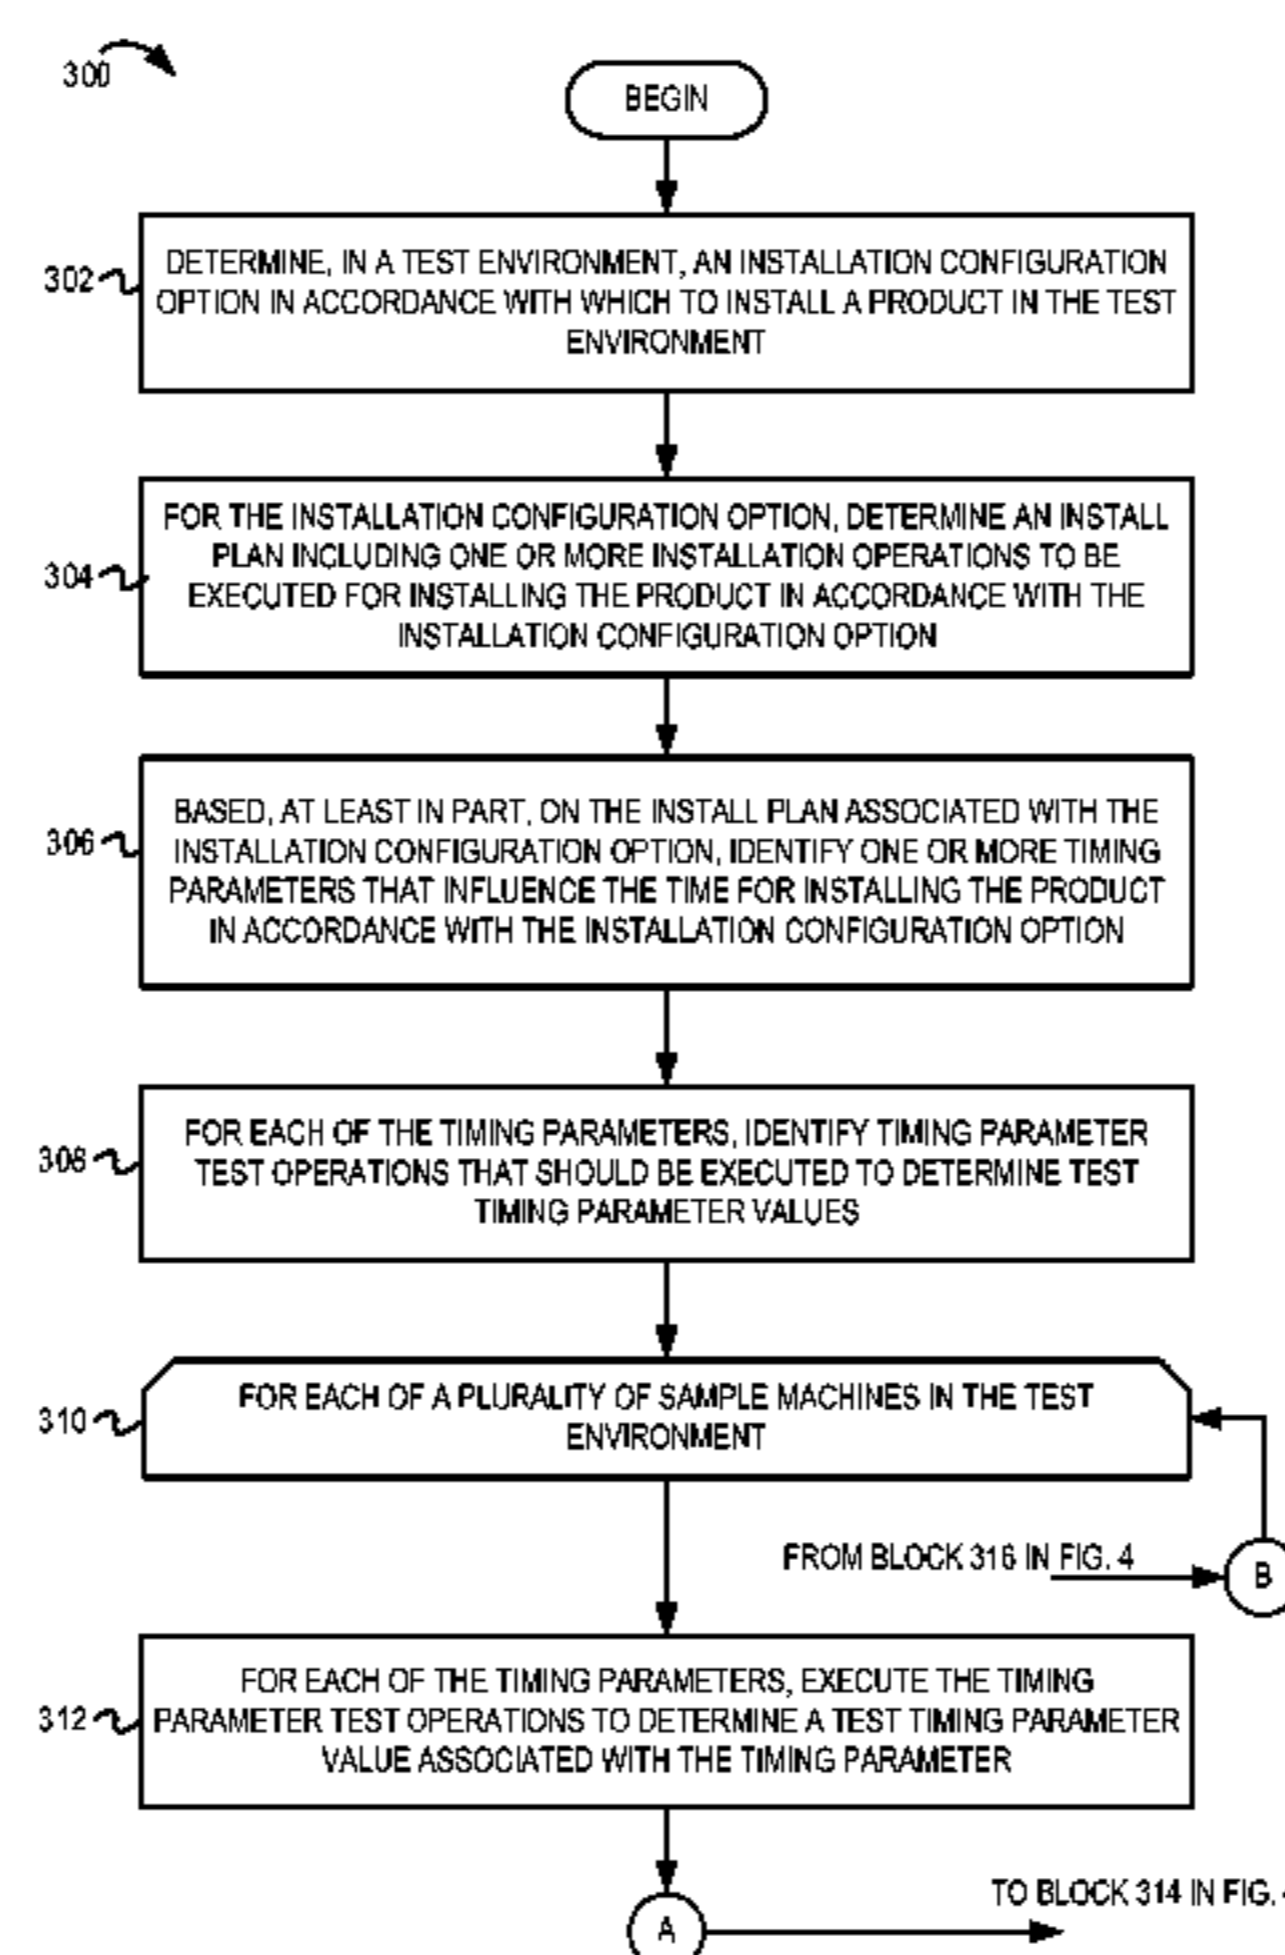 300
BEGIN
302
DETERMINE, IN A TEST ENVIRONMENT, AN INSTALLATION CONFIGURATION
OPTION IN ACCORDANCE WITH WHICH TO INSTALL A PRODUCT IN THE TEST
ENVIRONMENT
304
FOR THE INSTALLATION CONFIGURATION OPTION, DETERMINE AN INSTALL
PLAN INCLUDING ONE OR MORE INSTALLATION OPERATIONS TO BE
EXECUTED FOR INSTALLING THE PRODUCT IN ACCORDANCE WITH THE
INSTALLATION CONFIGURATION OPTION
306
BASED, AT LEAST IN PART, ON THE INSTALL PLAN ASSOCIATED WITH THE
INSTALLATION CONFIGURATION OPTION, IDENTIFY ONE OR MORE TIMING
PARAMETERS THAT INFLUENCE THE TIME FOR INSTALLING THE PRODUCT
IN ACCORDANCE WITH THE INSTALLATION CONFIGURATION OPTION
308
FOR EACH OF THE TIMING PARAMETERS, IDENTIFY TIMING PARAMETER
TEST OPERATIONS THAT SHOULD BE EXECUTED TO DETERMINE TEST
TIMING PARAMETER VALUES
310
FOR EACH OF A PLURALITY OF SAMPLE MACHINES IN THE TEST
ENVIRONMENT
FROM BLOCK 316 IN FIG. 4
B
312
FOR EACH OF THE TIMING PARAMETERS, EXECUTE THE TIMING
PARAMETER TEST OPERATIONS TO DETERMINE A TEST TIMING PARAMETER
VALUE ASSOCIATED WITH THE TIMING PARAMETER
TO BLOCK 314 IN FIG.
A